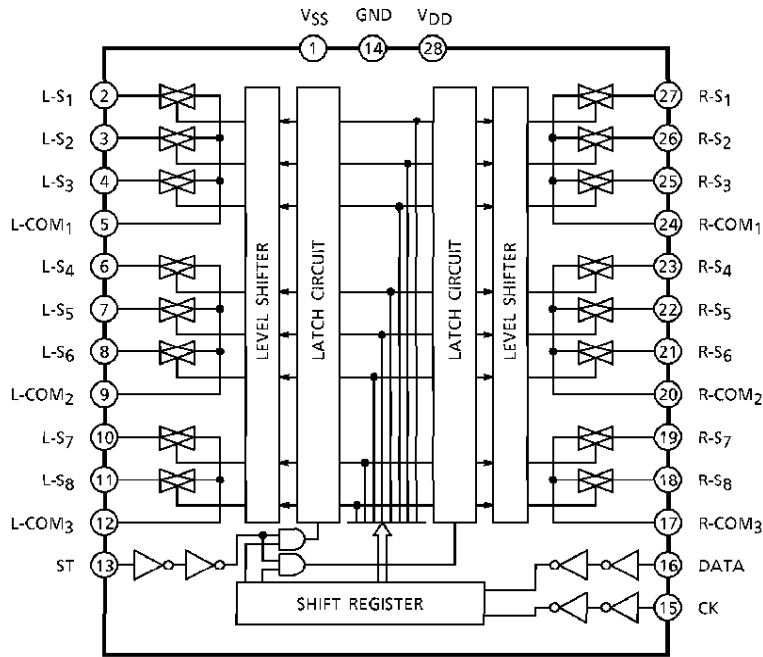 VSS GND VDD
1 14 28
L-S1 2 27 R-S1
L-S2 3 26 R-S2
L-S3 4 25 R-S3
L-COM1 5 24 R-COM1
L-S4 6 23 R-S4
L-S5 7 22 R-S5
L-S6 8 21 R-S6
L-COM2 9 20 R-COM2
L-S7 10 19 R-S7
L-S8 11 18 R-S8
L-COM3 12 17 R-COM3
ST 13 16 DATA
15 CK
LEVEL SHIFTER
LATCH CIRCUIT
LATCH CIRCUIT
LEVEL SHIFTER
SHIFT REGISTER